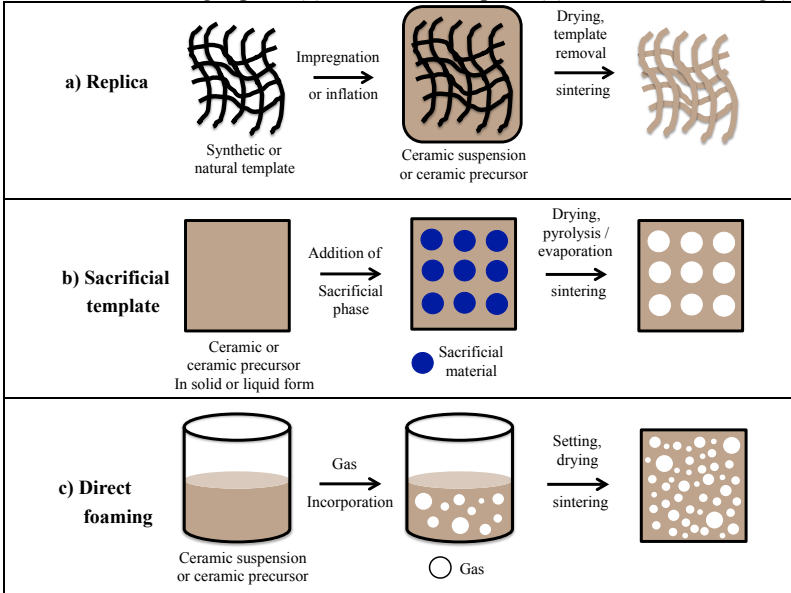 a) Replica
Synthetic or
natural template
Impregnation
or inflation
Ceramic suspension
or ceramic precursor
Drying,
template
removal
sintering
b) Sacrificial
template
Ceramic or
ceramic precursor
In solid or liquid form
Addition of
Sacrificial
phase
Sacrificial
material
Drying,
pyrolysis /
evaporation
sintering
c) Direct
foaming
Ceramic suspension
or ceramic precursor
Gas
Incorporation
Gas
Setting,
drying
sintering